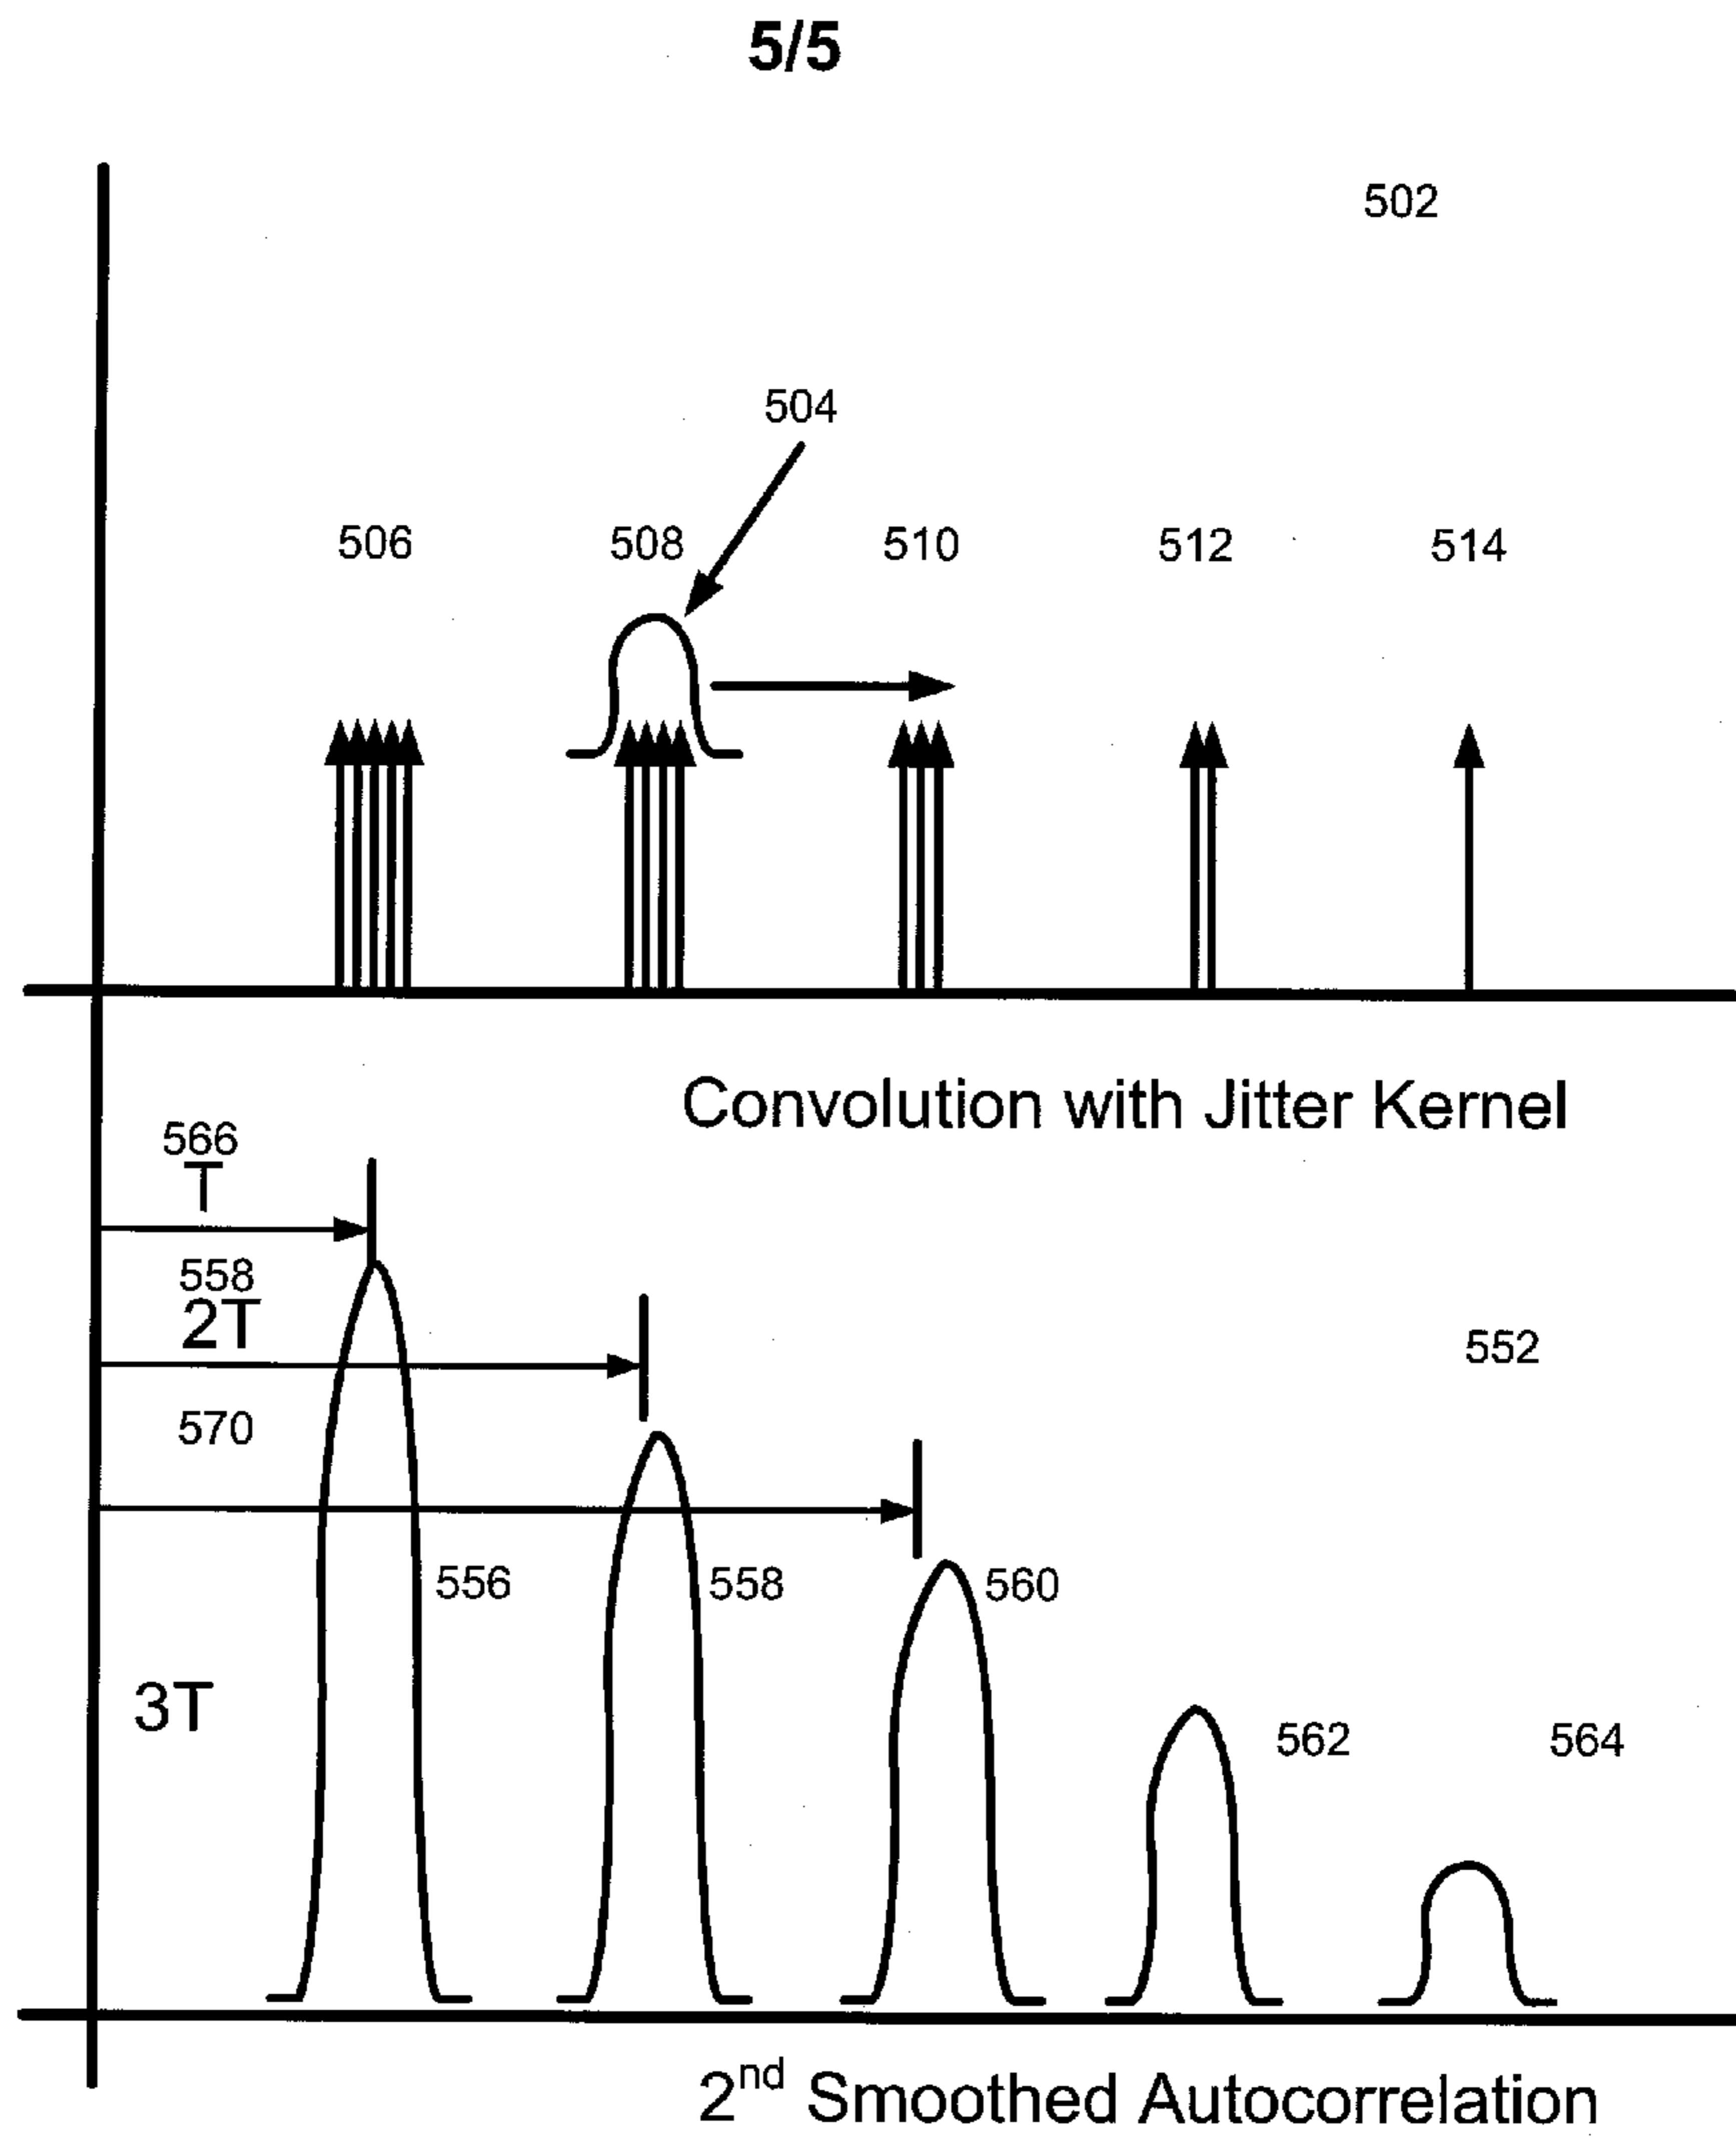 5/5
502
504
506 508 510 512 514
Convolution with Jitter Kernel
566
T
558
2T
552
570
556 558 560
3T
562 564
2nd Smoothed Autocorrelation